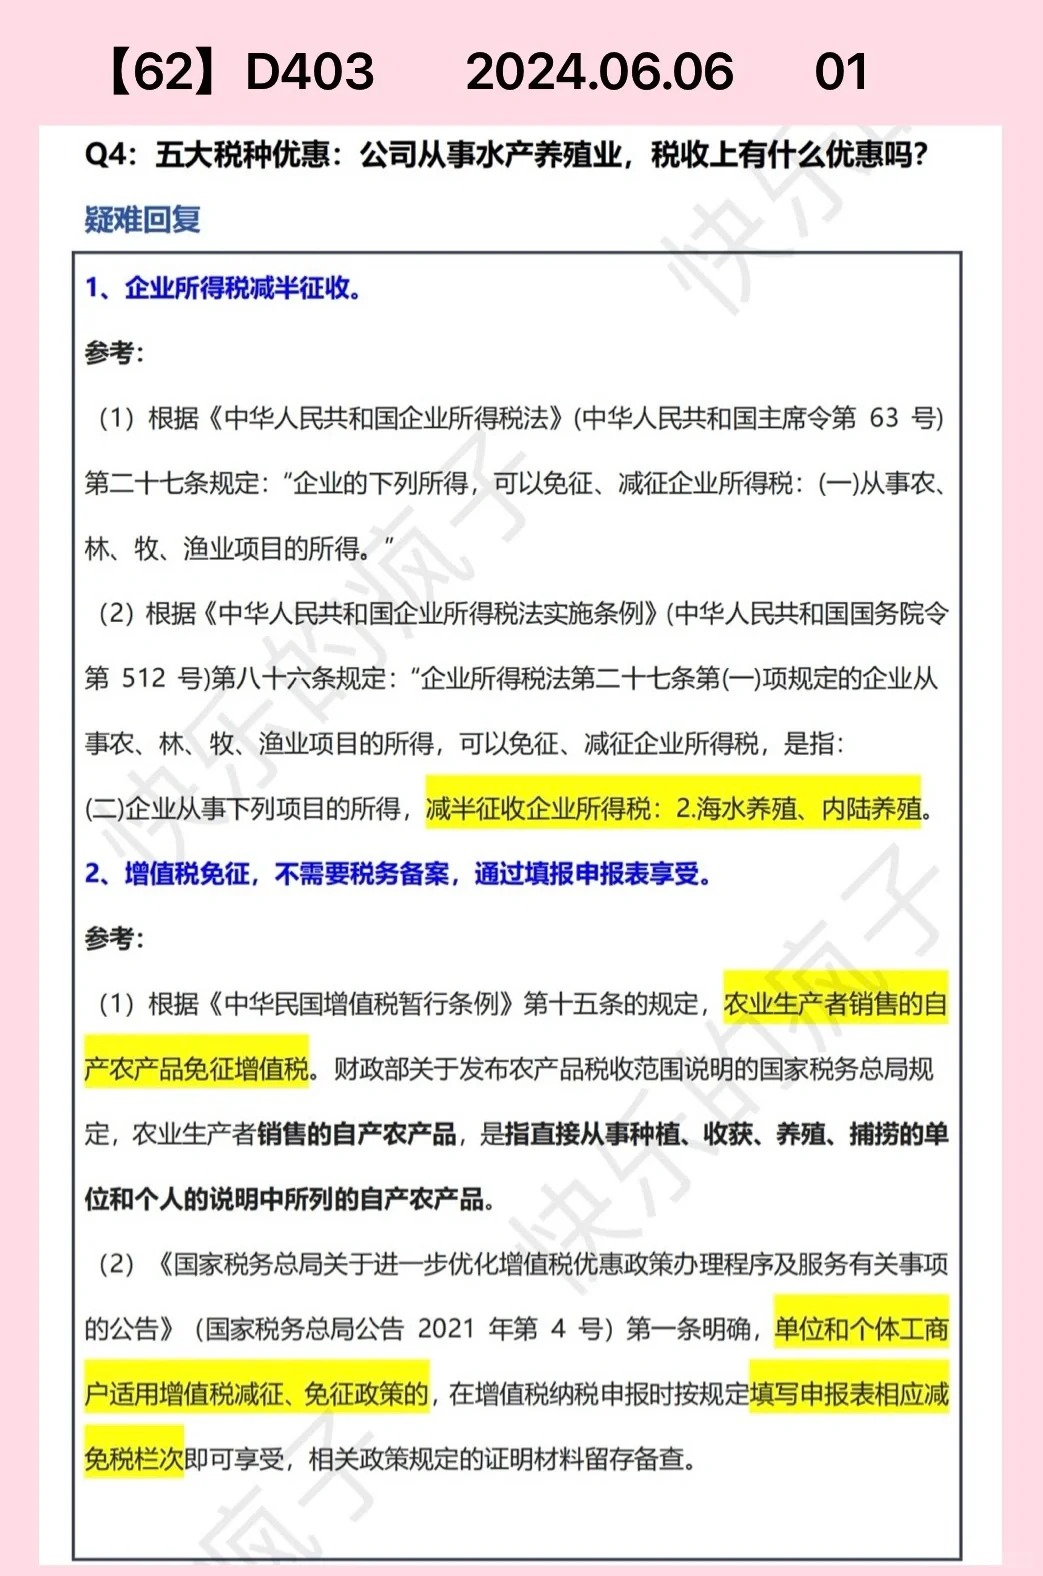 【62】D403 2024.06.06 01
Q4：五大税种优惠：公司从事水产养殖业，税收上有什么优惠吗？
疑难回复
1、企业所得税减半征收。
参考：
（1）根据《中华人民共和国企业所得税法》(中华人民共和国主席令第 63 号)
第二十七条规定：“企业的下列所得，可以免征、减征企业所得税：(一)从事农、
林、牧、渔业项目的所得。”
（2）根据《中华人民共和国企业所得税法实施条例》(中华人民共和国国务院令
第 512 号)第八十六条规定：“企业所得税法第二十七条第(一)项规定的企业从
事农、林、牧、渔业项目的所得，可以免征、减征企业所得税，是指：
(二)企业从事下列项目的所得，减半征收企业所得税：2.海水养殖、内陆养殖。
2、增值税免征，不需要税务备案，通过填报申报表享受。
参考：
（1）根据《中华民国增值税暂行条例》第十五条的规定，农业生产者销售的自
产农产品免征增值税。财政部关于发布农产品税收范围说明的国家税务总局规
定，农业生产者销售的自产农产品，是指直接从事种植、收获、养殖、捕捞的单
位和个人的说明中所列的自产农产品。
（2）《国家税务总局关于进一步优化增值税优惠政策办理程序及服务有关事项
的公告》（国家税务总局公告 2021 年第 4 号）第一条明确，单位和个体工商
户适用增值税减征、免征政策的，在增值税纳税申报时按规定填写申报表相应减
免税栏次即可享受，相关政策规定的证明材料留存备查。
快乐的疯子
快乐的疯子